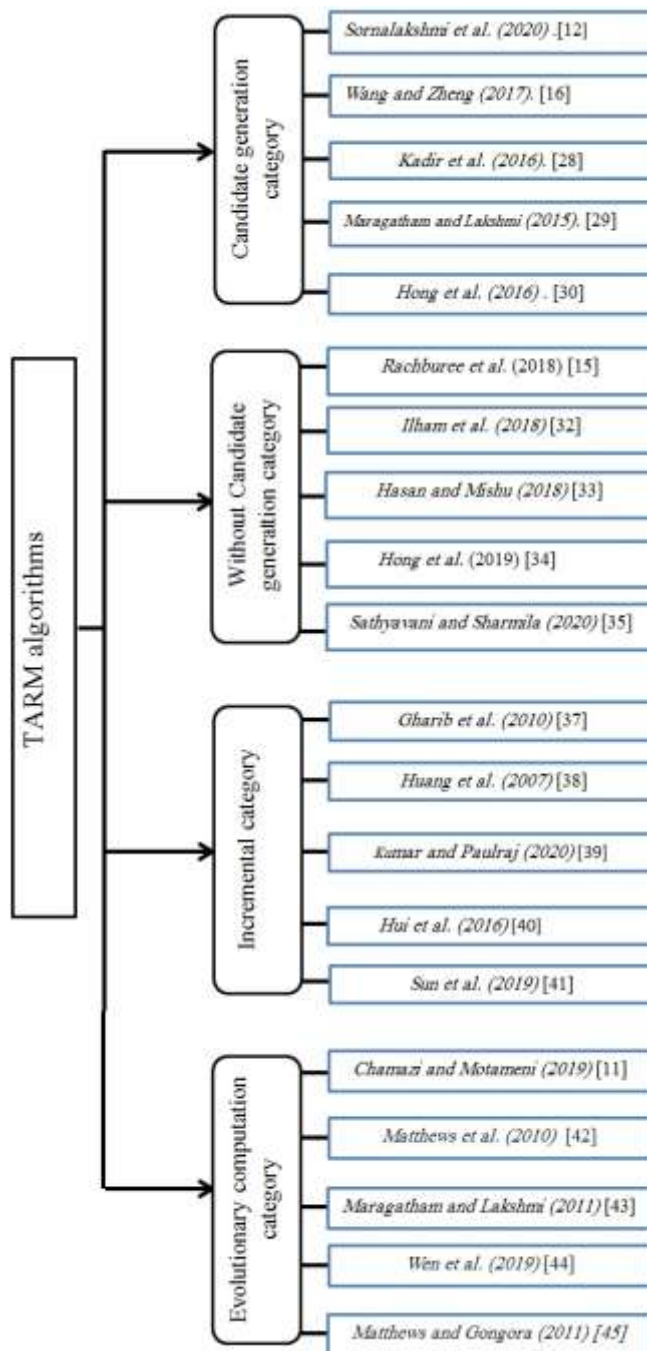 TARM algorithms
Candidate generation
category
Sornalakshmi et al. (2020) .[12]
Wang and Zheng (2017). [16]
Kadir et al. (2016). [28]
Maragatham and Lakshmi (2015). [29]
Hong et al. (2016) . [30]
Without Candidate
generation category
Rachburee et al. (2018) [15]
Ilham et al. (2018) [32]
Hasan and Mishu (2018) [33]
Hong et al. (2019) [34]
Sathyavani and Sharmila (2020) [35]
Incremental category
Gharib et al. (2010) [37]
Huang et al. (2007) [38]
Kumar and Paulraj (2020) [39]
Hui et al. (2016) [40]
Sun et al. (2019) [41]
Evolutionary computation
category
Chamazi and Motameni (2019) [11]
Matthews et al. (2010) [42]
Maragatham and Lakshmi (2011) [43]
Wen et al. (2019) [44]
Matthews and Gongora (2011) [45]